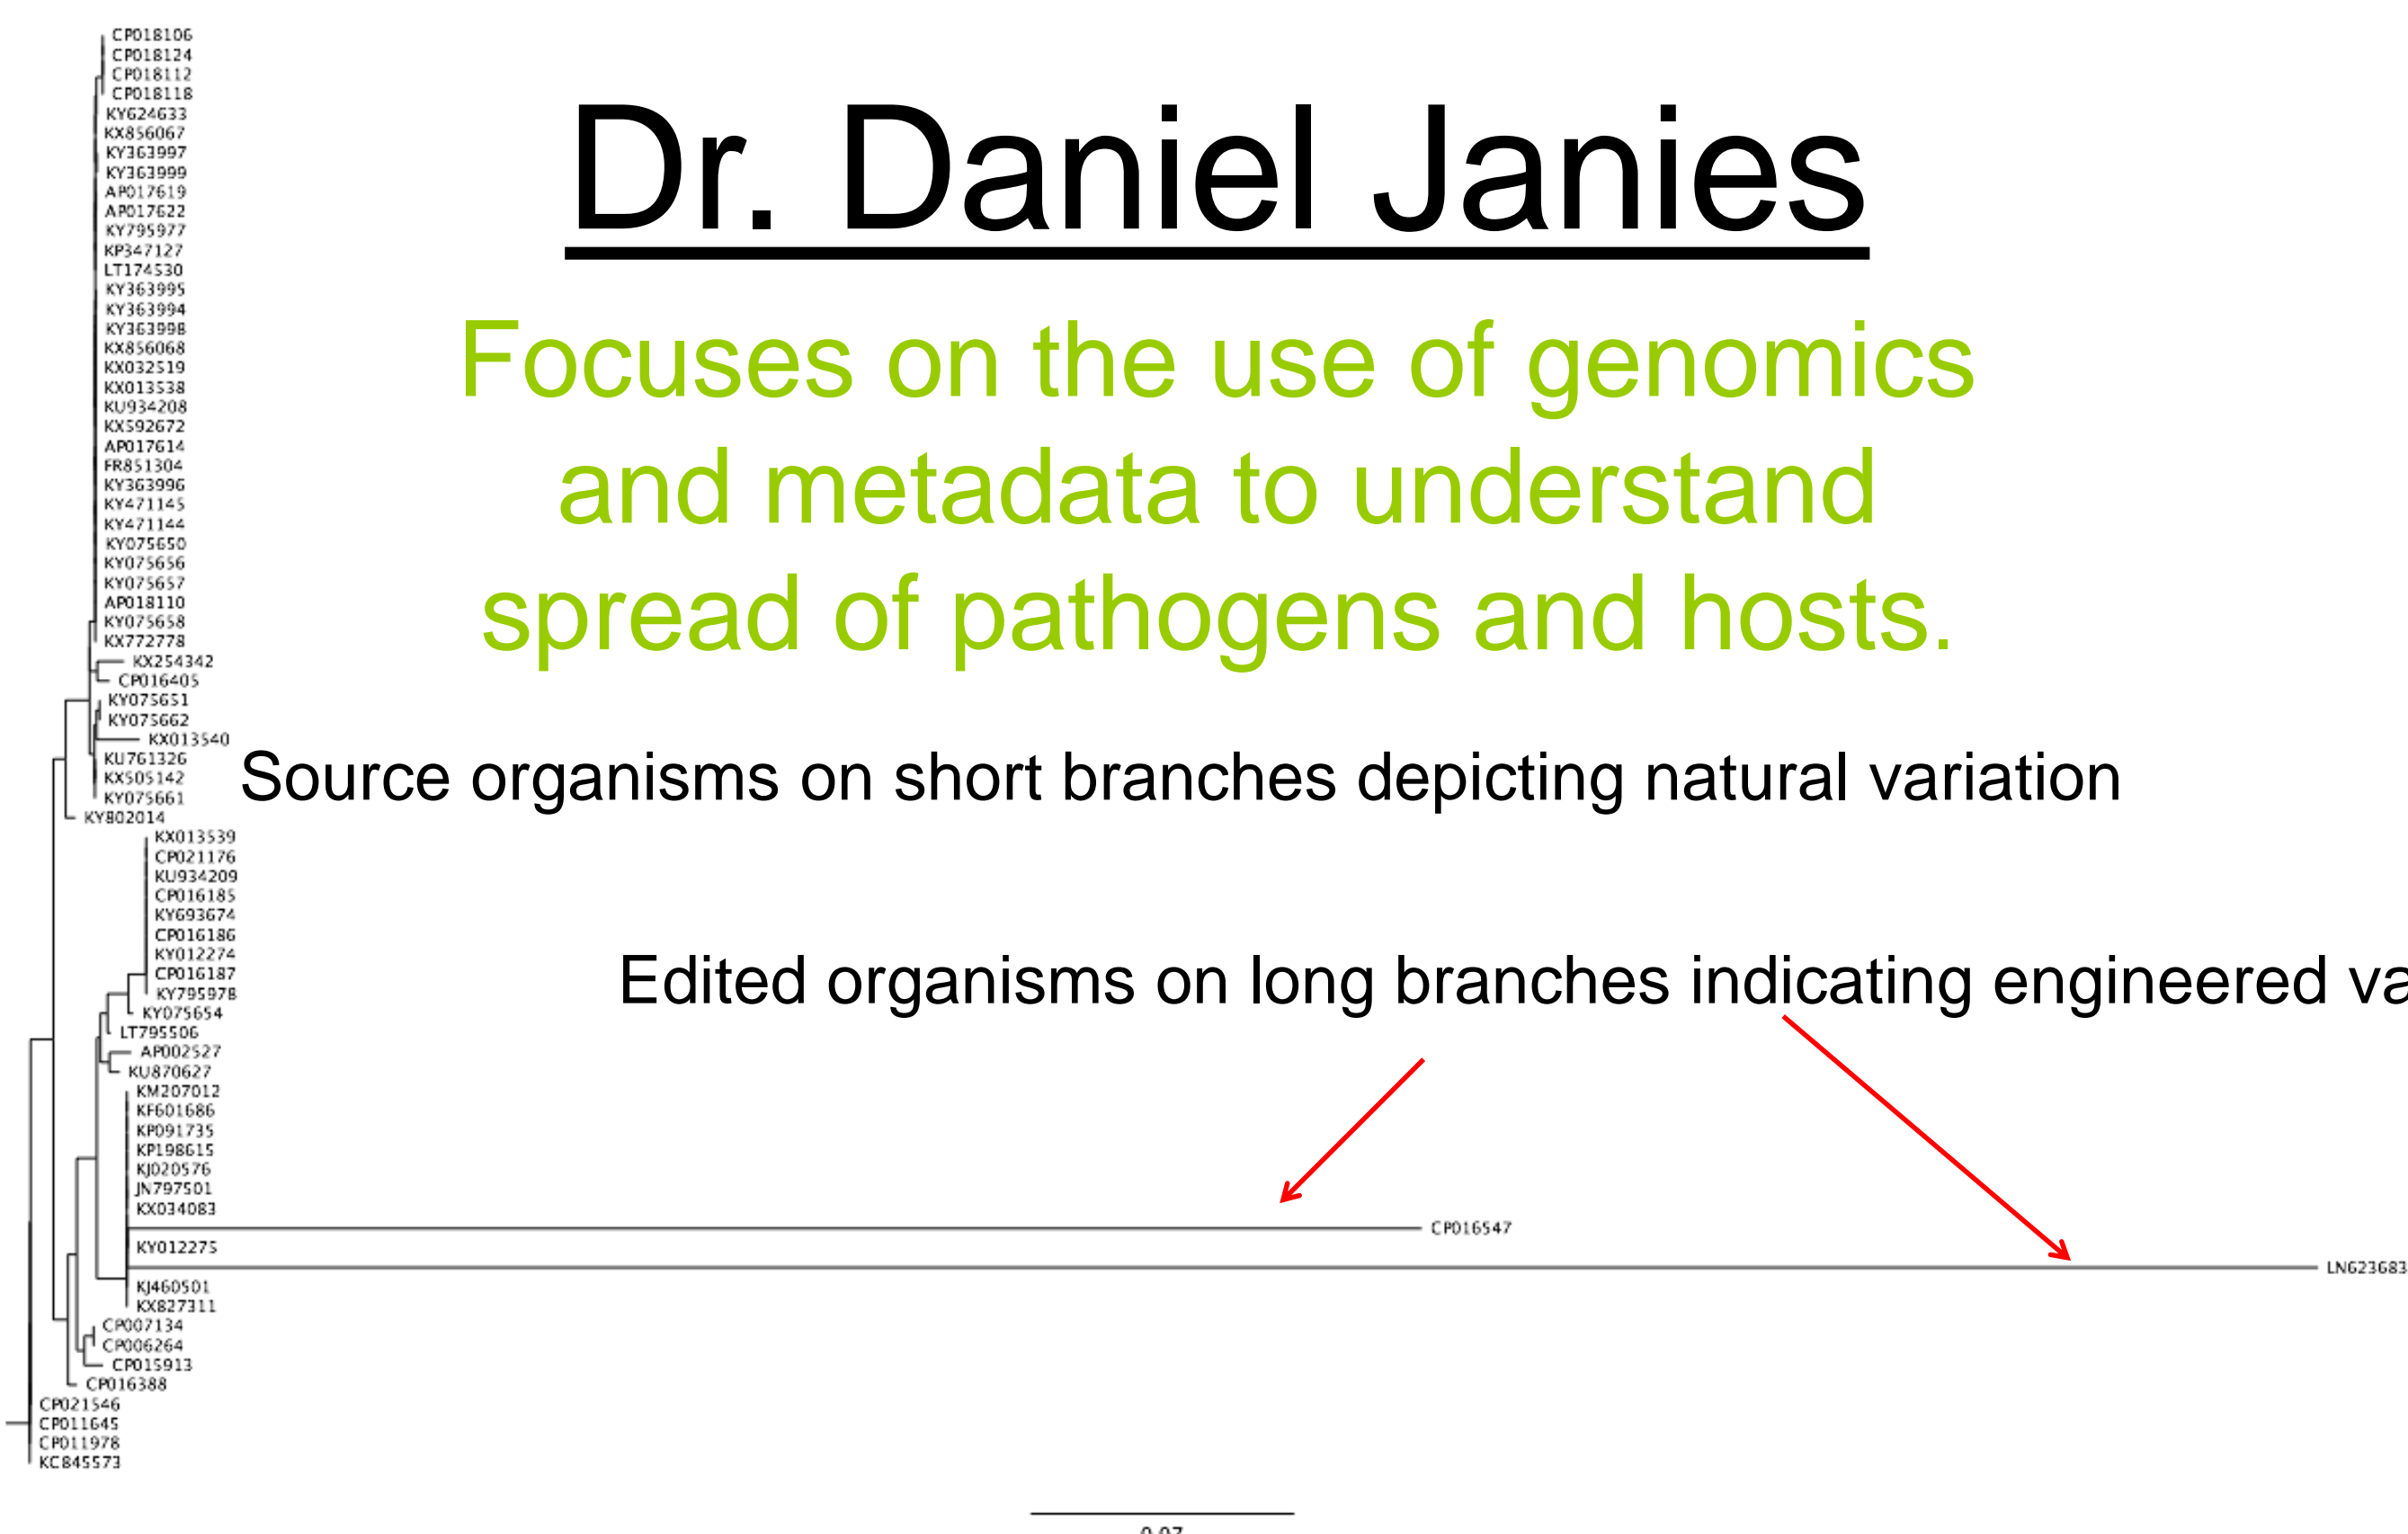 Dr. Daniel Janies
Focuses on the use of genomics
and metadata to understand
spread of pathogens and hosts.
Source organisms on short branches depicting natural variation
Edited organisms on long branches indicating engineered
CP018106
CP018124
CP018112
CP018118
KY624633
KX856067
KY363997
KY363999
AP017619
AP017622
KY795977
KP347127
LT174530
KY363995
KY363994
KY363998
KX856068
KX032519
KX013538
KU934208
KX592672
AP017614
FR851304
KY363996
KY471145
KY471144
KY075650
KY075656
KY075657
AP018110
KY075658
KX772778
KX254342
CP016405
KY075651
KY075662
KX013540
KU761326
KX505142
KY075661
KY802014
KX013539
CP021176
KU934209
CP016185
KY693674
CP016186
KY012274
CP016187
KY795978
KY075654
LT795506
AP002527
KU870627
KM207012
KF601686
KP091735
KP198615
KJ020576
JN797501
KX034083
CP016547
KY012275
LN623683
KJ460501
KX827311
CP007134
CP006264
CP015913
CP016388
CP021546
CP011645
CP011978
KC845573